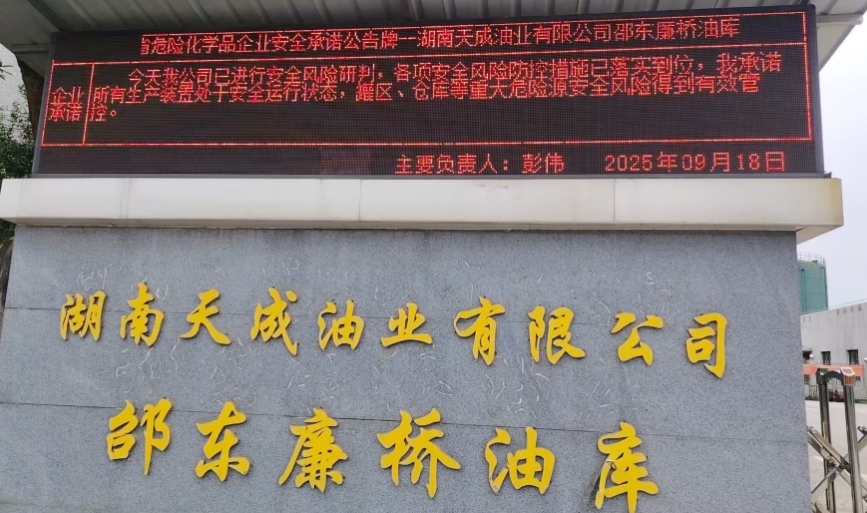 危险化学品企业安全承诺公告牌--湖南天成油业有限公司邵东廉桥油库
企业承诺
今天我公司已进行安全风险研判，各项安全风险防控措施已落实到位，我承诺
所有生产装置处于安全运行状态，罐区、仓库等重大危险源安全风险得到有效管
控。
主要负责人：彭伟 2025年09月18日
湖南天成油业有限公司
邵东廉桥油库